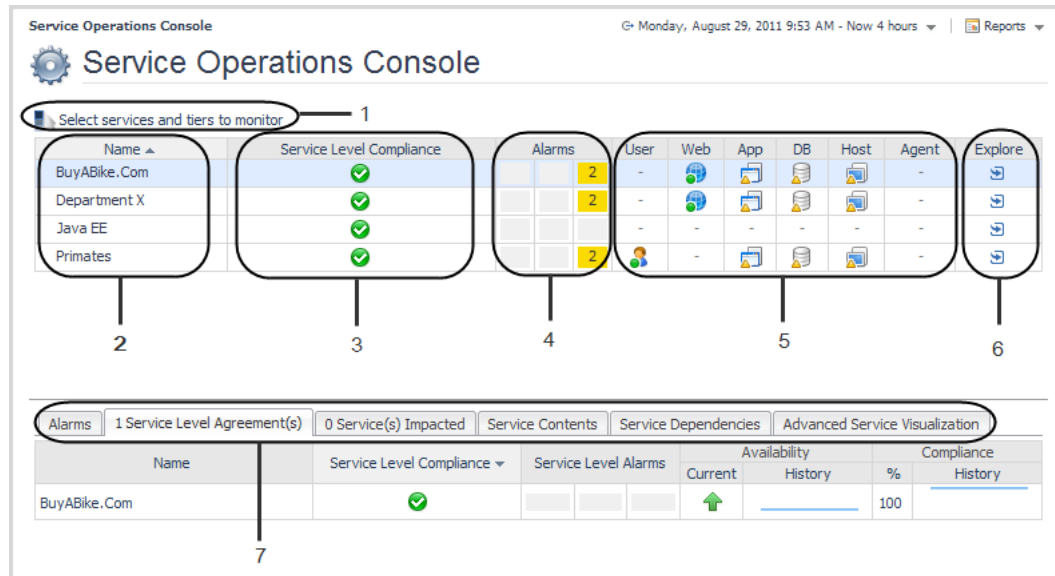 Service Operations Console
Monday, August 29, 2011 9:53 AM - Now 4 hours
Reports
Service Operations Console
Select services and tiers to monitor
1
Name Service Level Compliance Alarms User Web App DB Host Agent Explore
BuyABike.Com 2 - -
Department X 2 - -
Java EE - - - - - -
Primates 2 - -
2 3 4 5 6
Alarms 1 Service Level Agreement(s) 0 Service(s) Impacted Service Contents Service Dependencies Advanced Service Visualization
Name Service Level Compliance Service Level Alarms Availability Compliance
Current History % History
BuyABike.Com 100
7